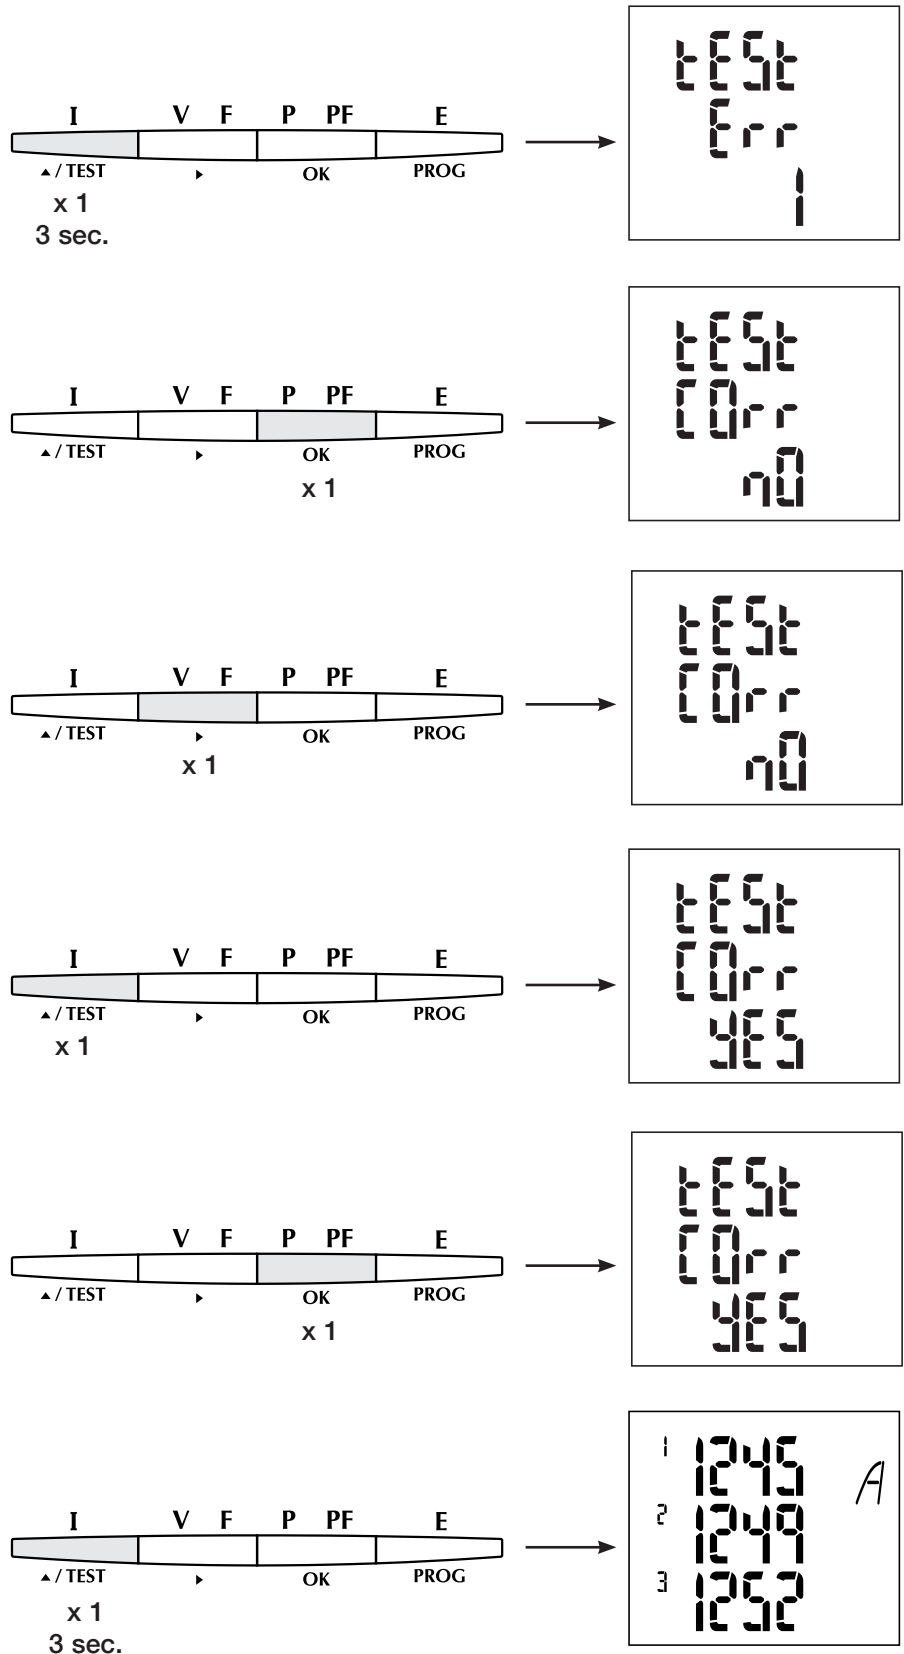 I V F P PF E
▲ / TEST ▸ OK PROG
x 1
3 sec.
tESt
Err
1
I V F P PF E
▲ / TEST ▸ OK PROG
x 1
tESt
COrr
nO
I V F P PF E
▲ / TEST ▸ OK PROG
x 1
tESt
COrr
nO
I V F P PF E
▲ / TEST ▸ OK PROG
x 1
tESt
COrr
YES
I V F P PF E
▲ / TEST ▸ OK PROG
x 1
tESt
COrr
YES
I V F P PF E
▲ / TEST ▸ OK PROG
x 1
3 sec.
1 1245 A
2 1249
3 1252